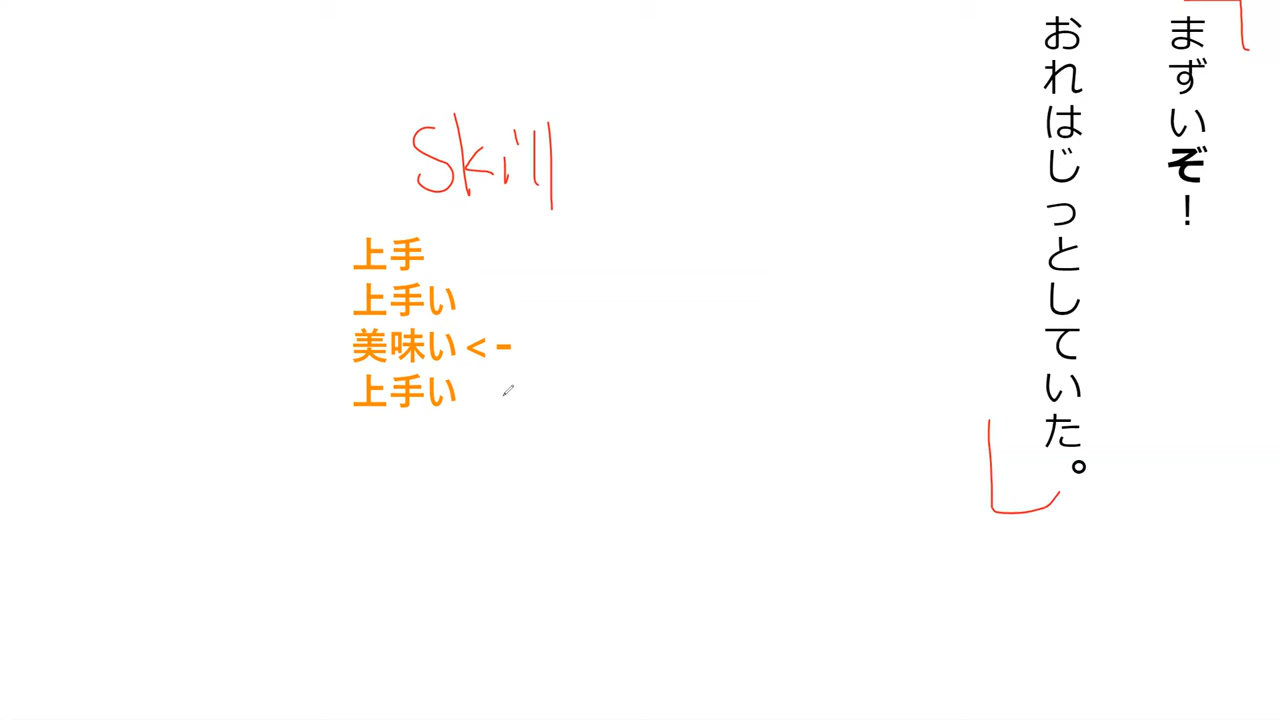 まずいぞ！
おれはじっとしていた。
Skill
上手
上手い
美味い<-
上手い